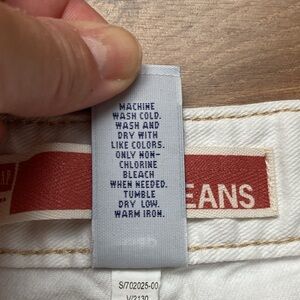 MACHINE
WASH COLD.
WASH AND
DRY WITH
LIKE COLORS.
ONLY NON-
CHLORINE
BLEACH
WHEN NEEDED.
TUMBLE
DRY LOW.
WARM IRON.
EANS
S/702025-00
V/2130